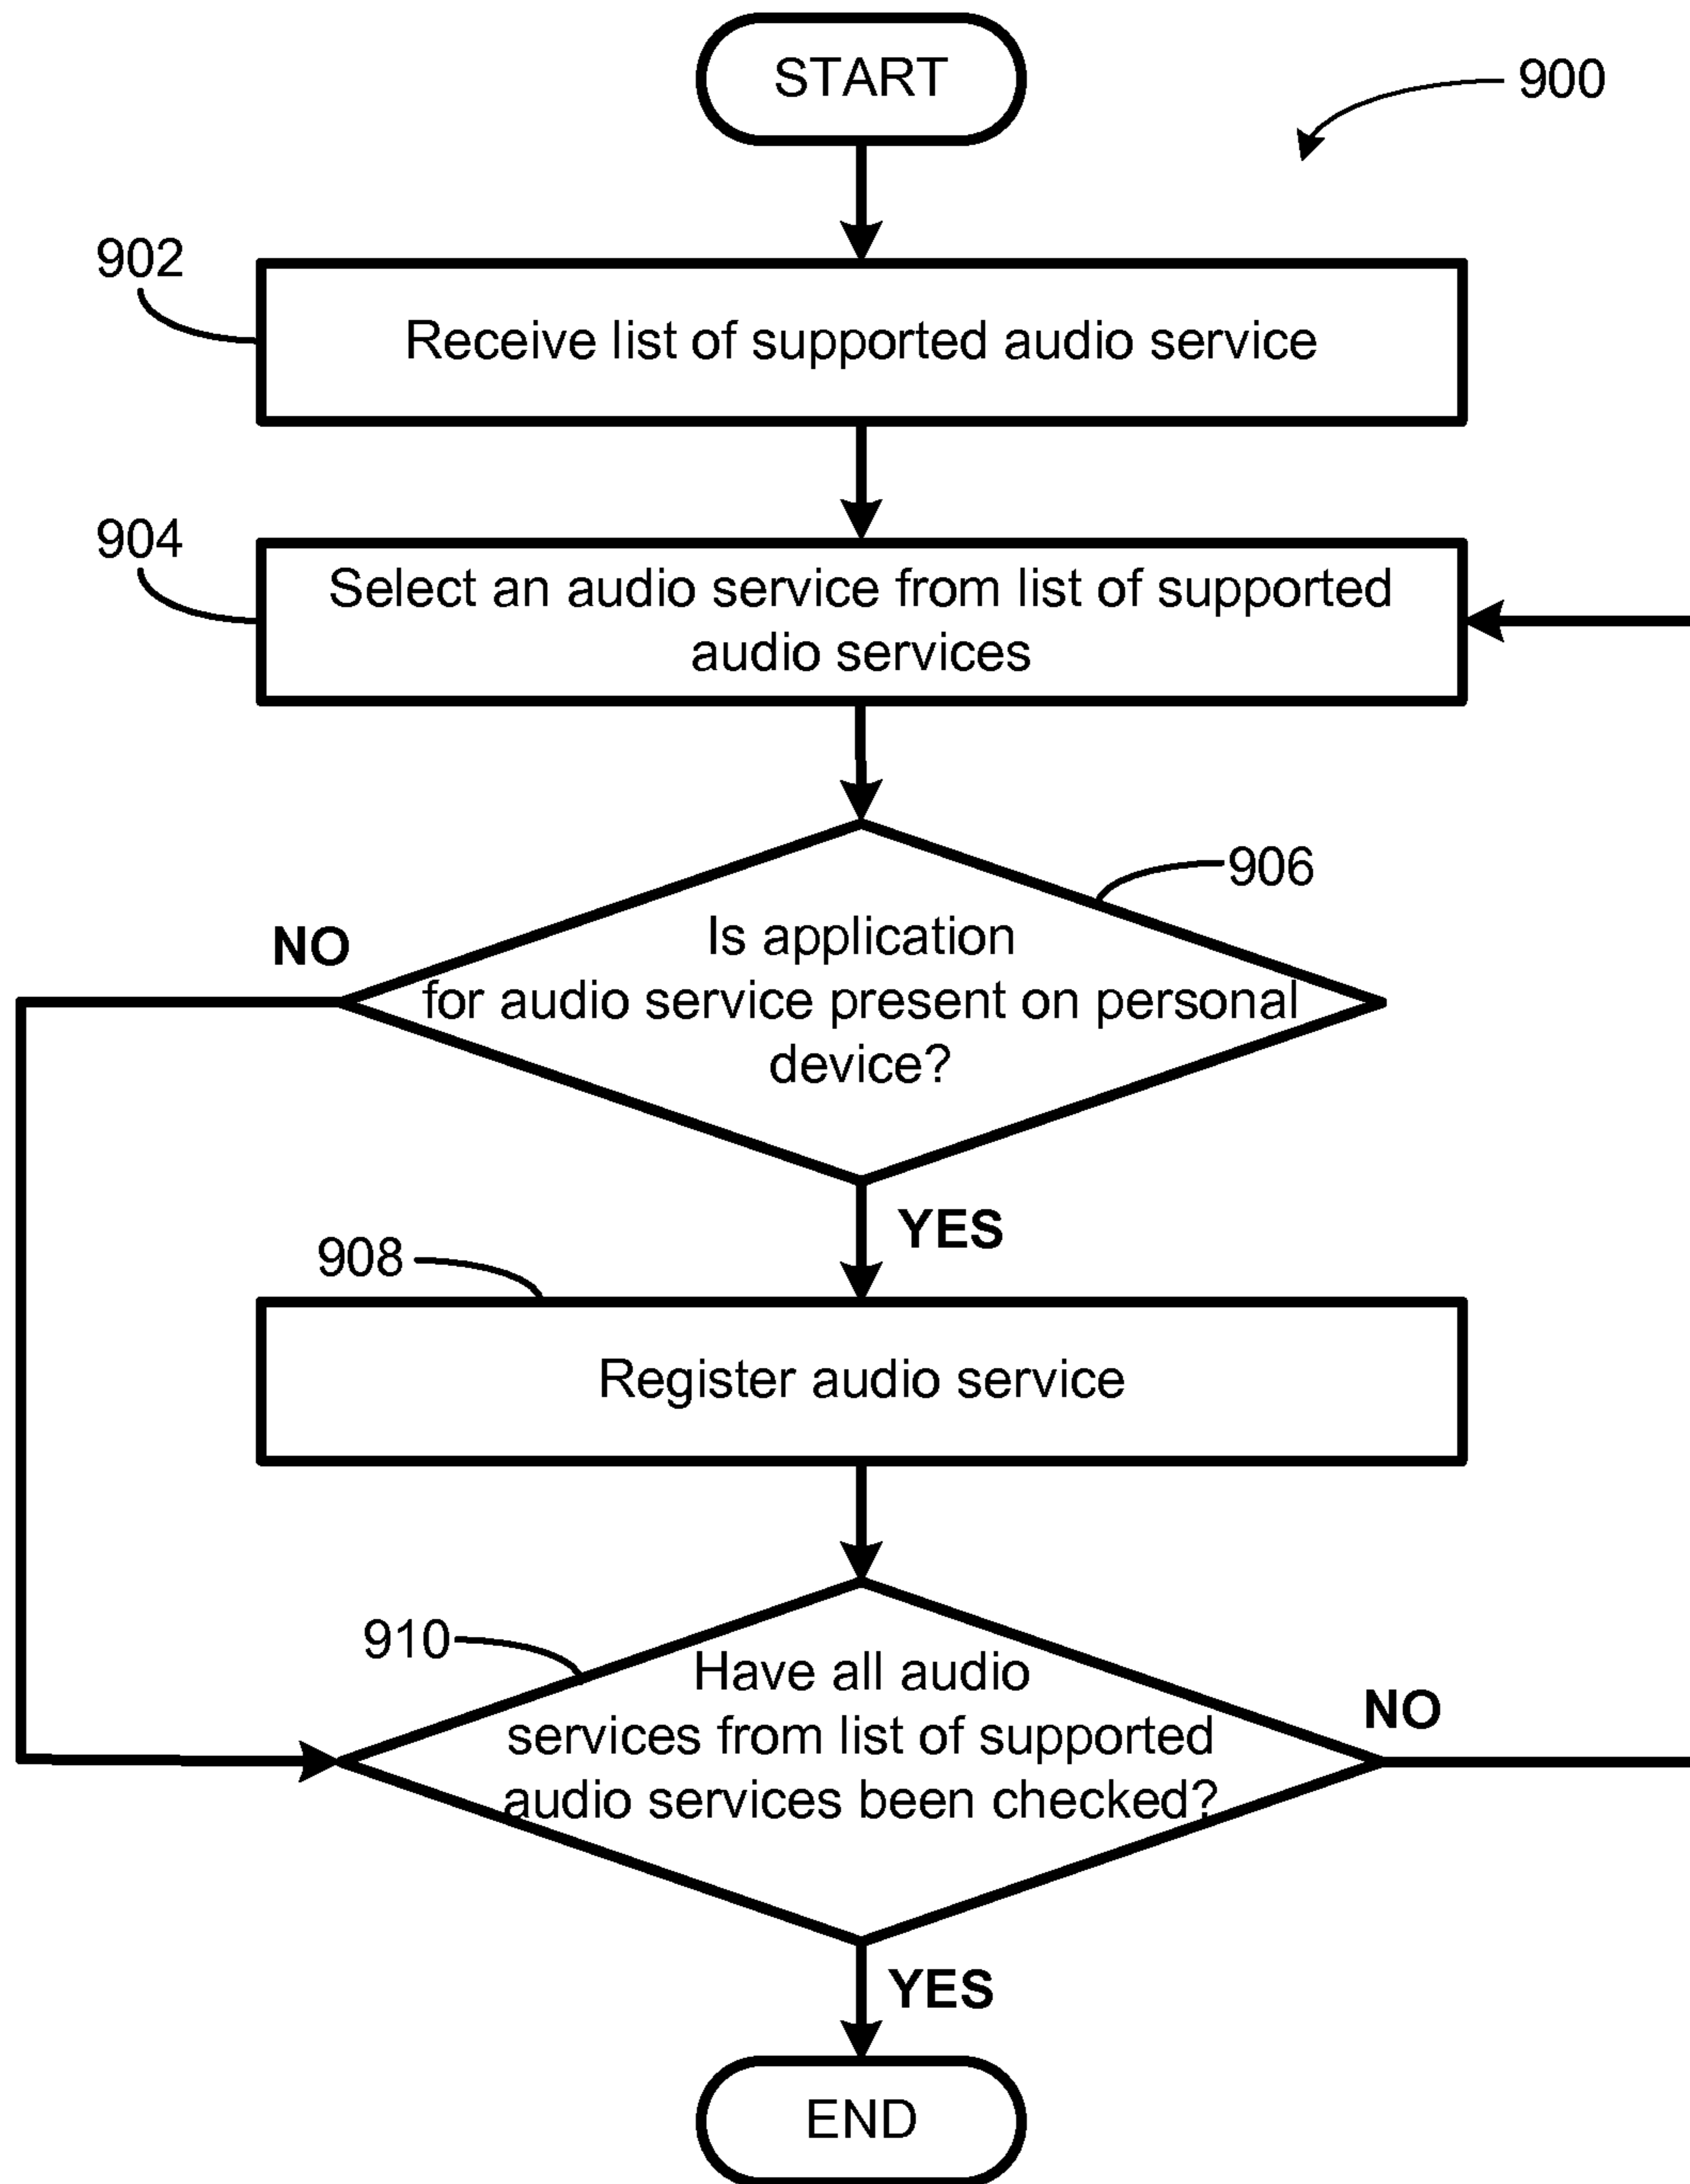 START
900
902
Receive list of supported audio service
904
Select an audio service from list of supported
audio services
906
NO
Is application
for audio service present on personal
device?
YES
908
Register audio service
910
Have all audio
services from list of supported
audio services been checked?
NO
YES
END